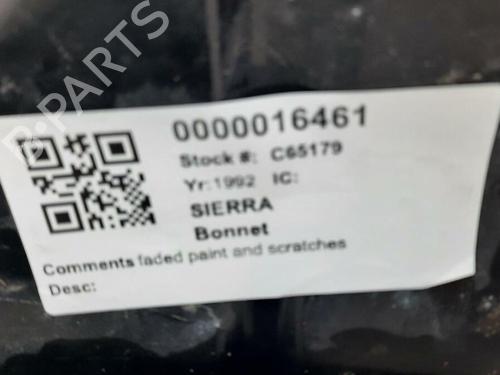 B-PARTS
0000016461
Stock #: C65179
Yr:1992 IC:
SIERRA
Bonnet
Comments faded paint and scratches
Desc: